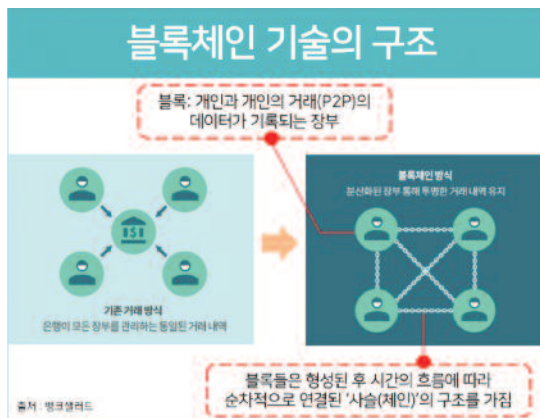 블록체인 기술의 구조
블록: 개인과 개인의 거래(P2P)의
데이터가 기록되는 장부
블록체인 방식
분산화된 장부 통해 투명한 거래 내역 유지
$
기존 거래 방식
은행이 모든 장부를 관리하는 통일된 거래 내역
블록들은 형성된 후 시간의 흐름에 따라
순차적으로 연결된 '사슬(체인)'의 구조를 가짐
출처 : 뱅크샐러드